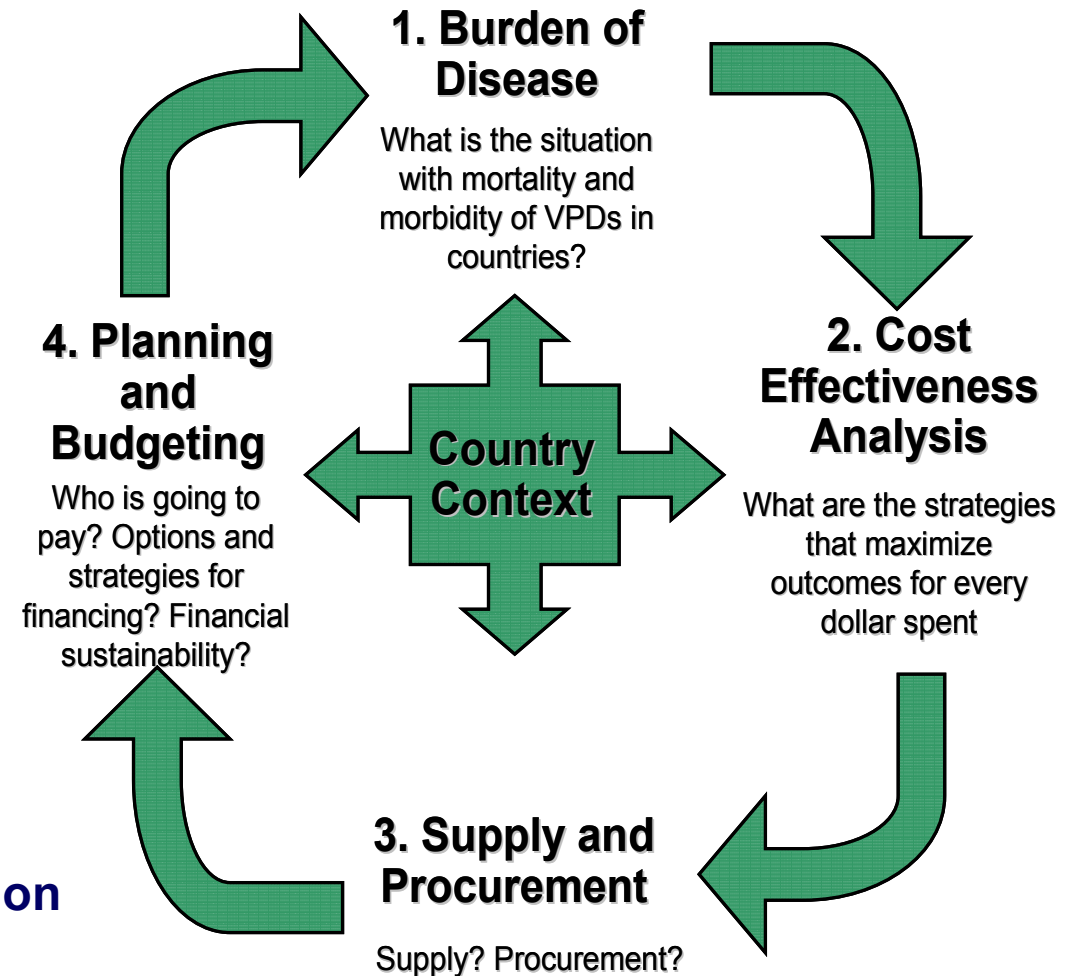 1. Burden of
Disease
What is the situation
with mortality and
morbidity of VPDs in
countries?
2. Cost
Effectiveness
Analysis
What are the strategies
that maximize
outcomes for every
dollar spent
3. Supply and
Procurement
Supply? Procurement?
4. Planning
and
Budgeting
Who is going to
pay? Options and
strategies for
financing? Financial
sustainability?
Country
Context
on